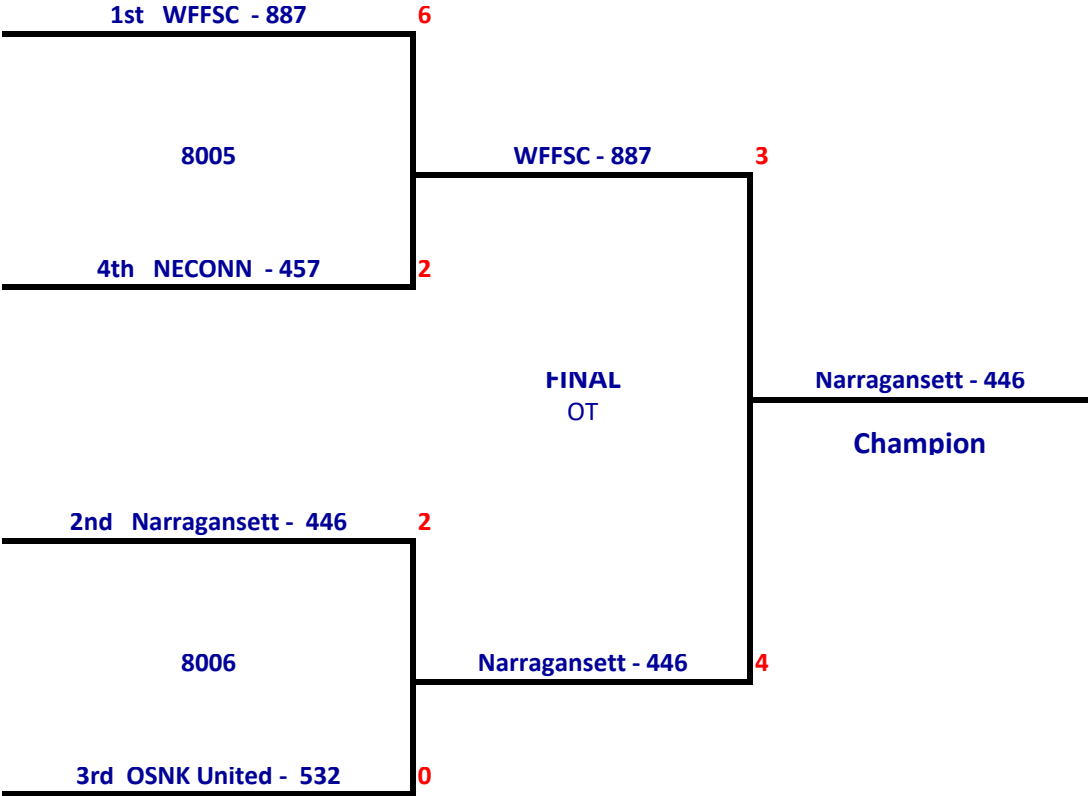 1st WFFSC - 887 6
8005
WFFSC - 887 3
4th NECONN - 457 2
FINAL
OT
Narragansett - 446
Champion
2nd Narragansett - 446 2
8006
Narragansett - 446 4
3rd OSNK United - 532 0